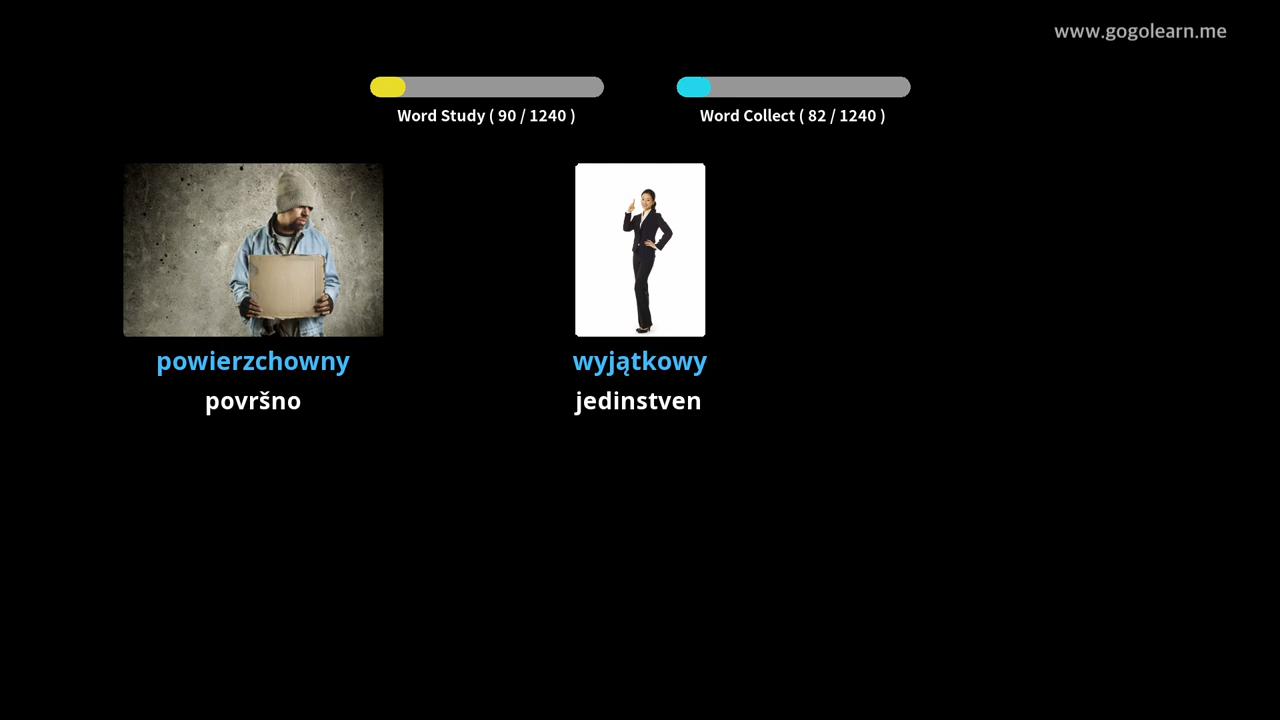 www.gogolearn.me
Word Study ( 90 / 1240 )
Word Collect ( 82 / 1240 )
powierzchowny
wyjątkowy
površno
jedinstven